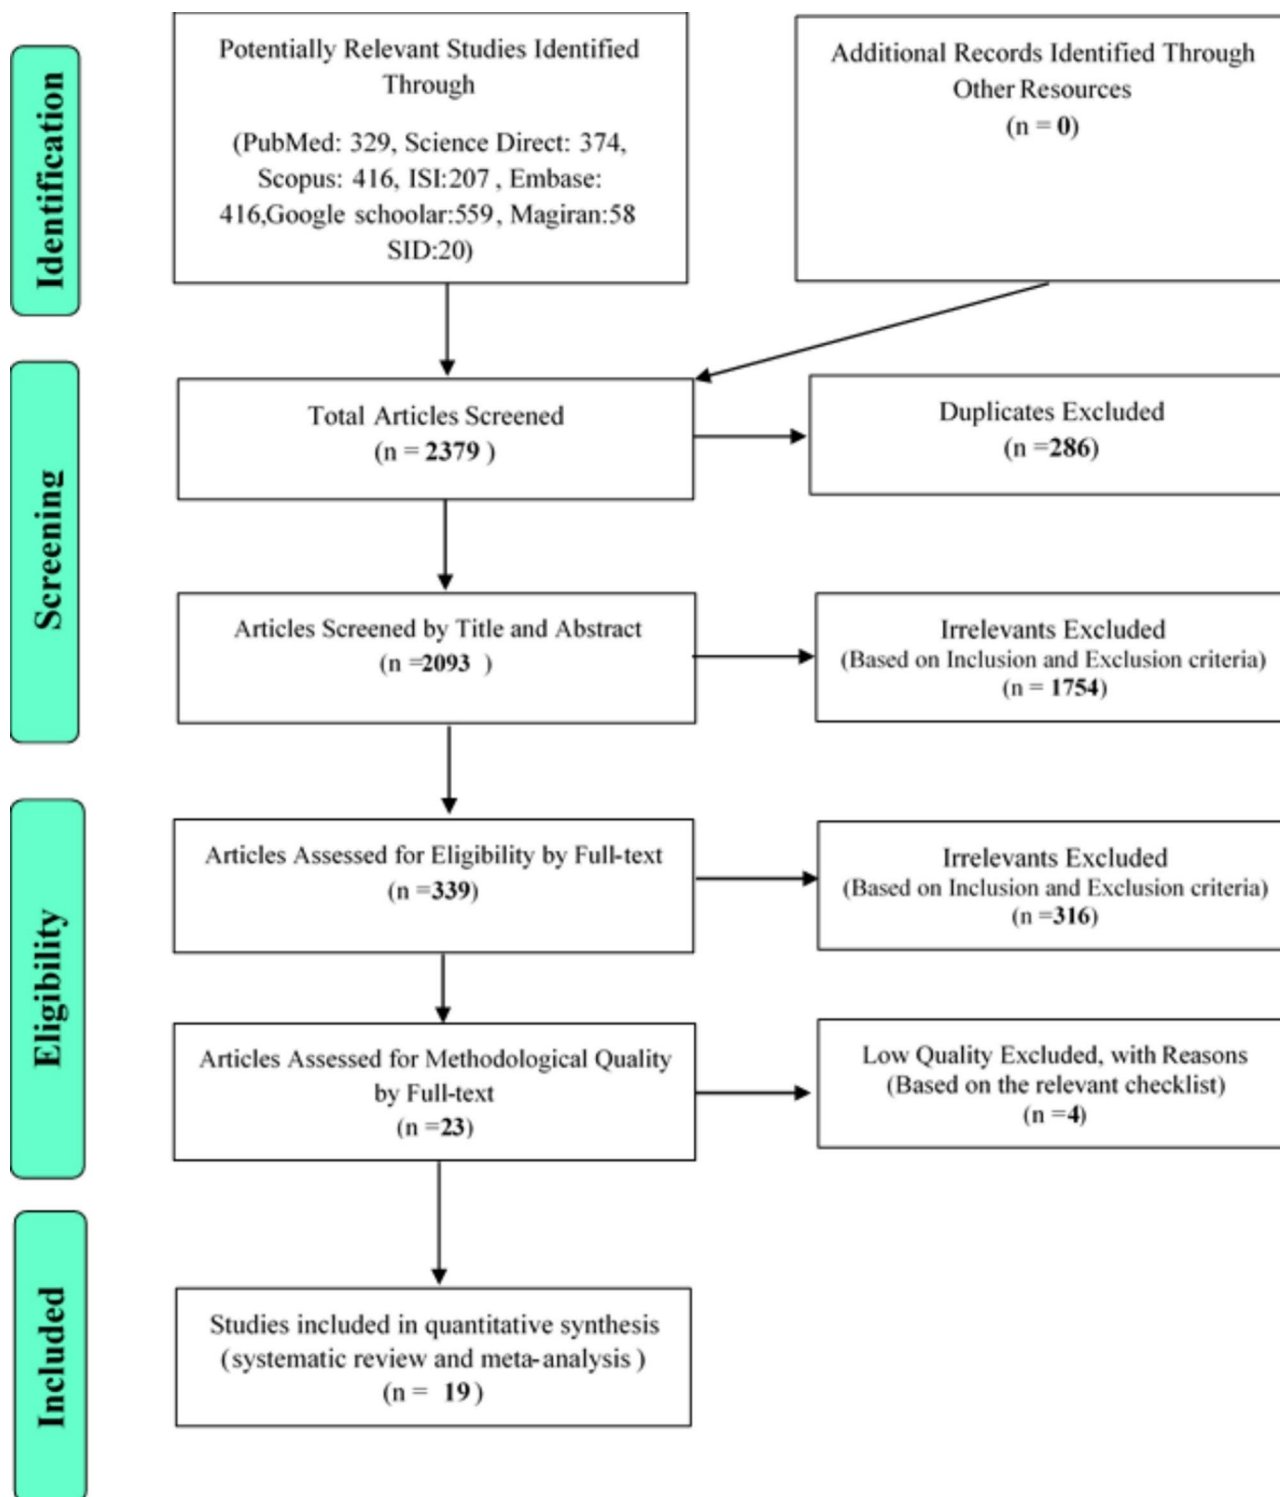 Identification
Potentially Relevant Studies Identified
Through
(PubMed: 329, Science Direct: 374,
Scopus: 416, ISI:207 , Embase:
416,Google schoolar:559, Magiran:58
SID:20)
Additional Records Identified Through
Other Resources
(n = 0)
Screening
Total Articles Screened
(n = 2379 )
Duplicates Excluded
(n =286)
Articles Screened by Title and Abstract
(n =2093 )
Irrelevants Excluded
(Based on Inclusion and Exclusion criteria)
(n = 1754)
Eligibility
Articles Assessed for Eligibility by Full-text
(n =339)
Irrelevants Excluded
(Based on Inclusion and Exclusion criteria)
(n =316)
Articles Assessed for Methodological Quality
by Full-text
(n =23)
Low Quality Excluded, with Reasons
(Based on the relevant checklist)
(n =4)
Included
Studies included in quantitative synthesis
(systematic review and meta-analysis )
(n = 19 )